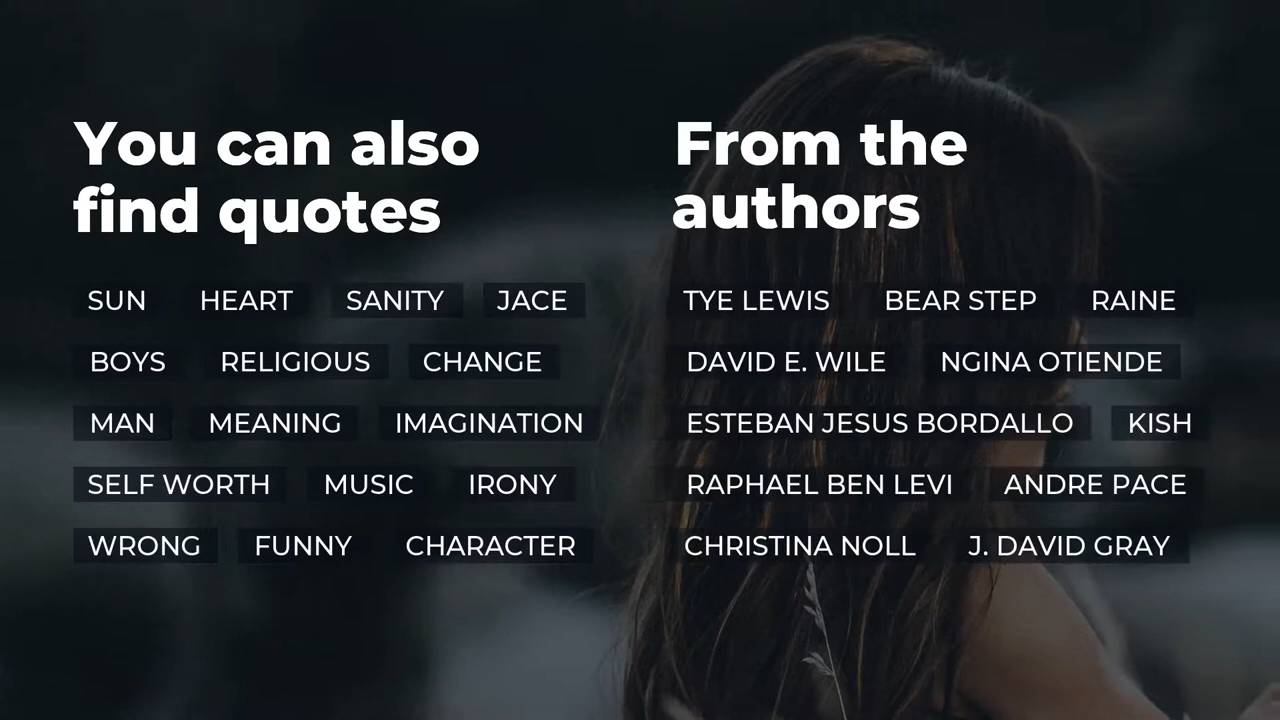 You can also
find quotes
SUN HEART SANITY JACE
BOYS RELIGIOUS CHANGE
MAN MEANING IMAGINATION
SELF WORTH MUSIC IRONY
WRONG FUNNY CHARACTER
From the
authors
TYE LEWIS BEAR STEP RAINE
DAVID E. WILE NGINA OTIENDE
ESTEBAN JESUS BORDALLO KISH
RAPHAEL BEN LEVI ANDRE PACE
CHRISTINA NOLL J. DAVID GRAY